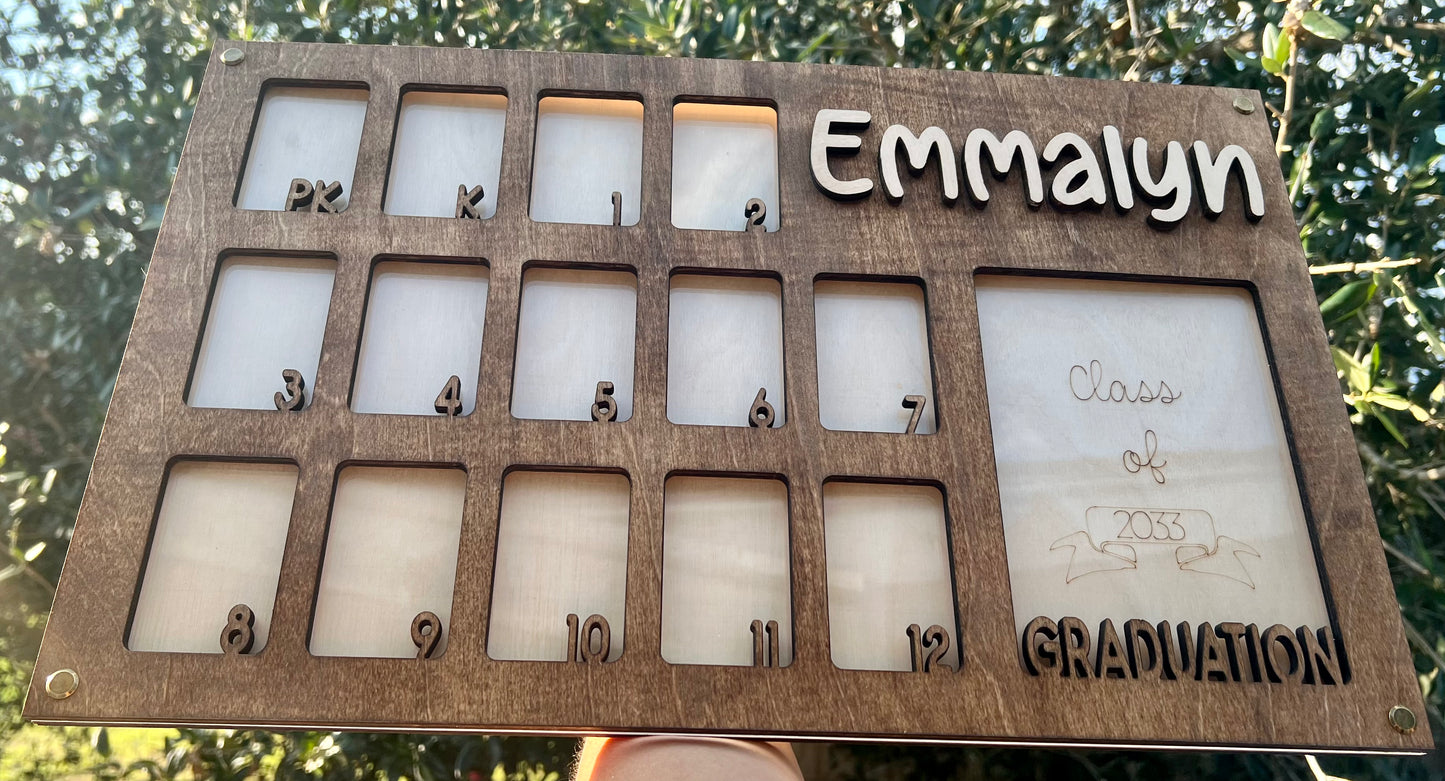 PK K 1 2
Emmalyn
3 4 5 6 7
Class
of
2033
8 9 10 11 12
GRADUATION